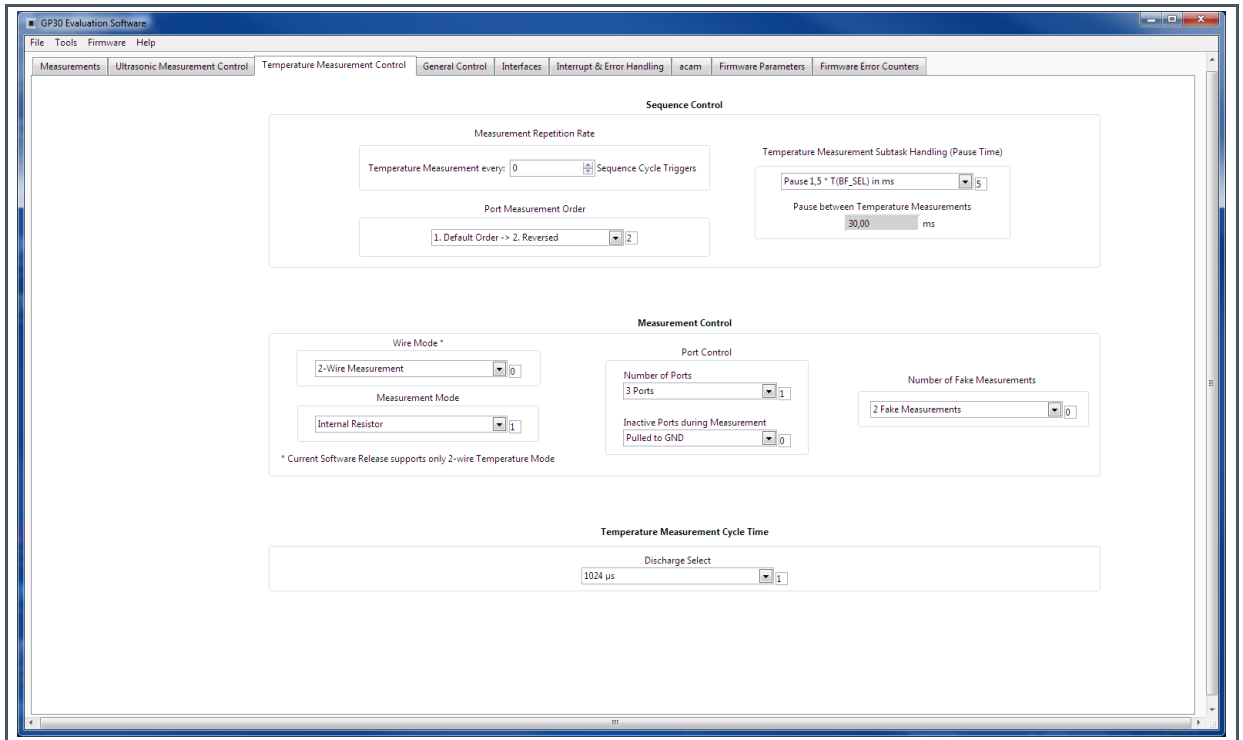 GP30 Evaluation Software
File Tools Firmware Help
Measurements Ultrasonic Measurement Control Temperature Measurement Control General Control Interfaces Interrupt & Error Handling acam Firmware Parameters Firmware Error Counters
Sequence Control
Measurement Repetition Rate
Temperature Measurement every: 0 Sequence Cycle Triggers
Port Measurement Order
1. Default Order -> 2. Reversed 2
Temperature Measurement Subtask Handling (Pause Time)
Pause 1,5 * T(BF_SEL) in ms 5
Pause between Temperature Measurements
30,00 ms
Measurement Control
Wire Mode *
2-Wire Measurement 0
Measurement Mode
Internal Resistor 1
* Current Software Release supports only 2-wire Temperature Mode
Port Control
Number of Ports
3 Ports 1
Inactive Ports during Measurement
Pulled to GND 0
Number of Fake Measurements
2 Fake Measurements 0
Temperature Measurement Cycle Time
Discharge Select
1024 µs 1